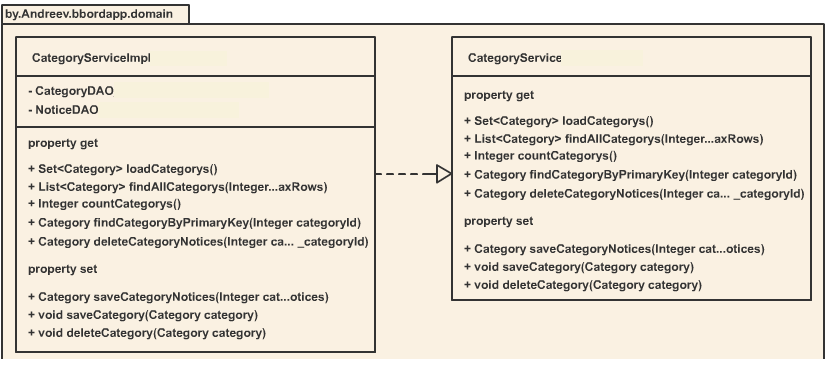 by.Andreev.bbordapp.domain
CategoryServiceImpl
- CategoryDAO
- NoticeDAO
property get
+ Set<Category> loadCategorys()
+ List<Category> findAllCategorys(Integer...axRows)
+ Integer countCategorys()
+ Category findCategoryByPrimaryKey(Integer categoryId)
+ Category deleteCategoryNotices(Integer ca... _categoryId)
property set
+ Category saveCategoryNotices(Integer cat...otices)
+ void saveCategory(Category category)
+ void deleteCategory(Category category)
CategoryService
property get
+ Set<Category> loadCategorys()
+ List<Category> findAllCategorys(Integer...axRows)
+ Integer countCategorys()
+ Category findCategoryByPrimaryKey(Integer categoryId)
+ Category deleteCategoryNotices(Integer ca... _categoryId)
property set
+ Category saveCategoryNotices(Integer cat...otices)
+ void saveCategory(Category category)
+ void deleteCategory(Category category)